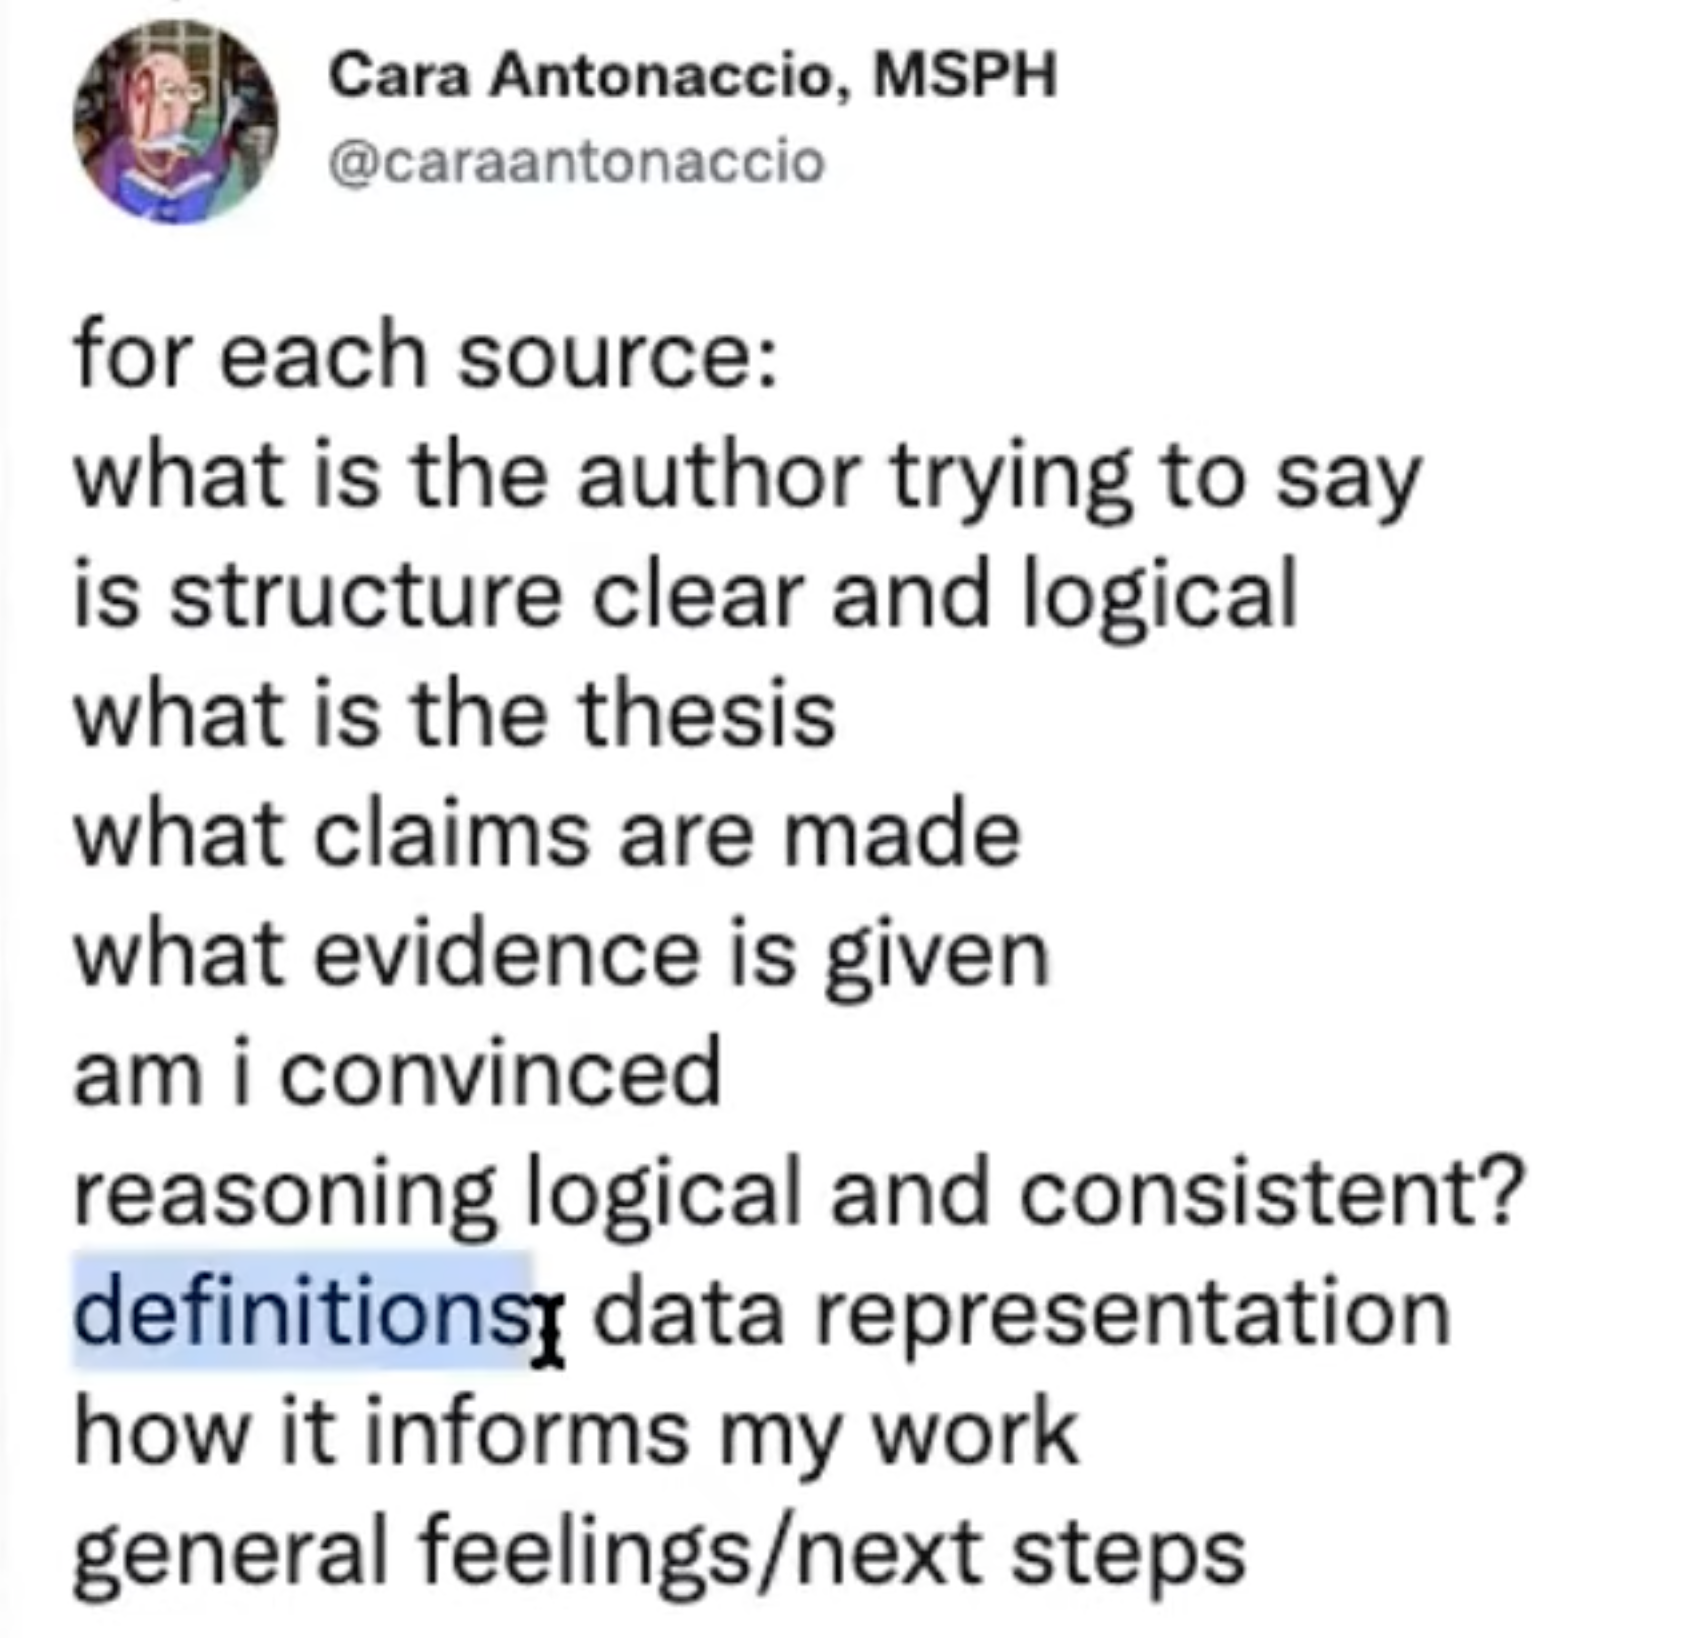 Cara Antonaccio, MSPH
@caraantonaccio
for each source:
what is the author trying to say
is structure clear and logical
what is the thesis
what claims are made
what evidence is given
am i convinced
reasoning logical and consistent?
definitions, data representation
how it informs my work
general feelings/next steps